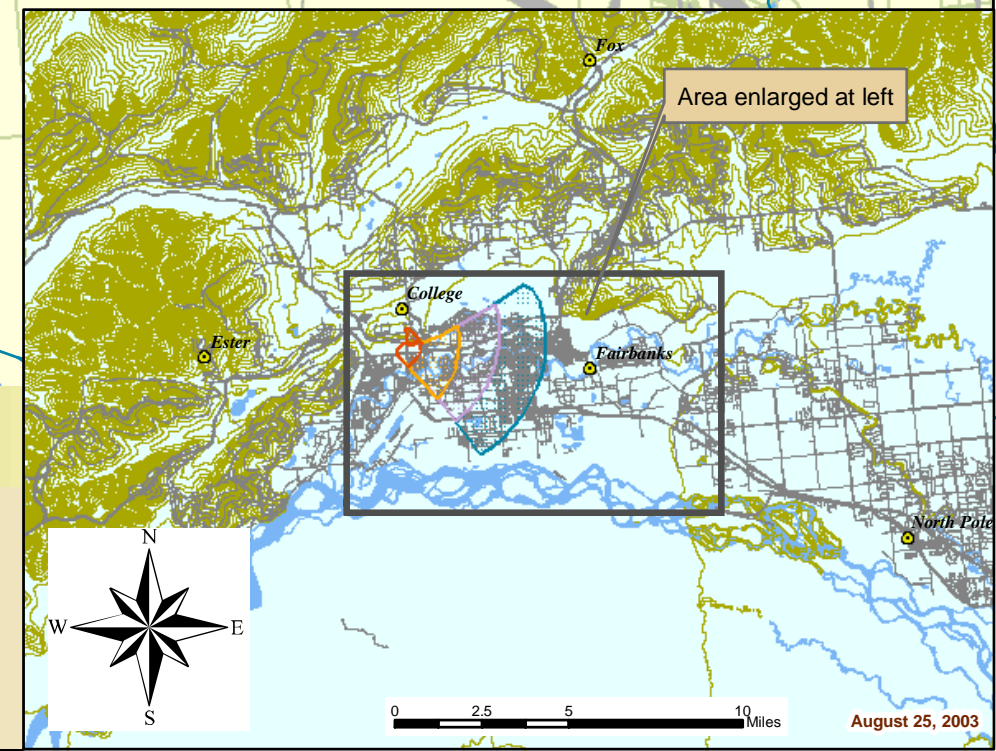 Fox
Area enlarged at left
College
Ester
Fairbanks
North Pole
N
W E
S
0 2.5 5 10
Miles
August 25, 2003